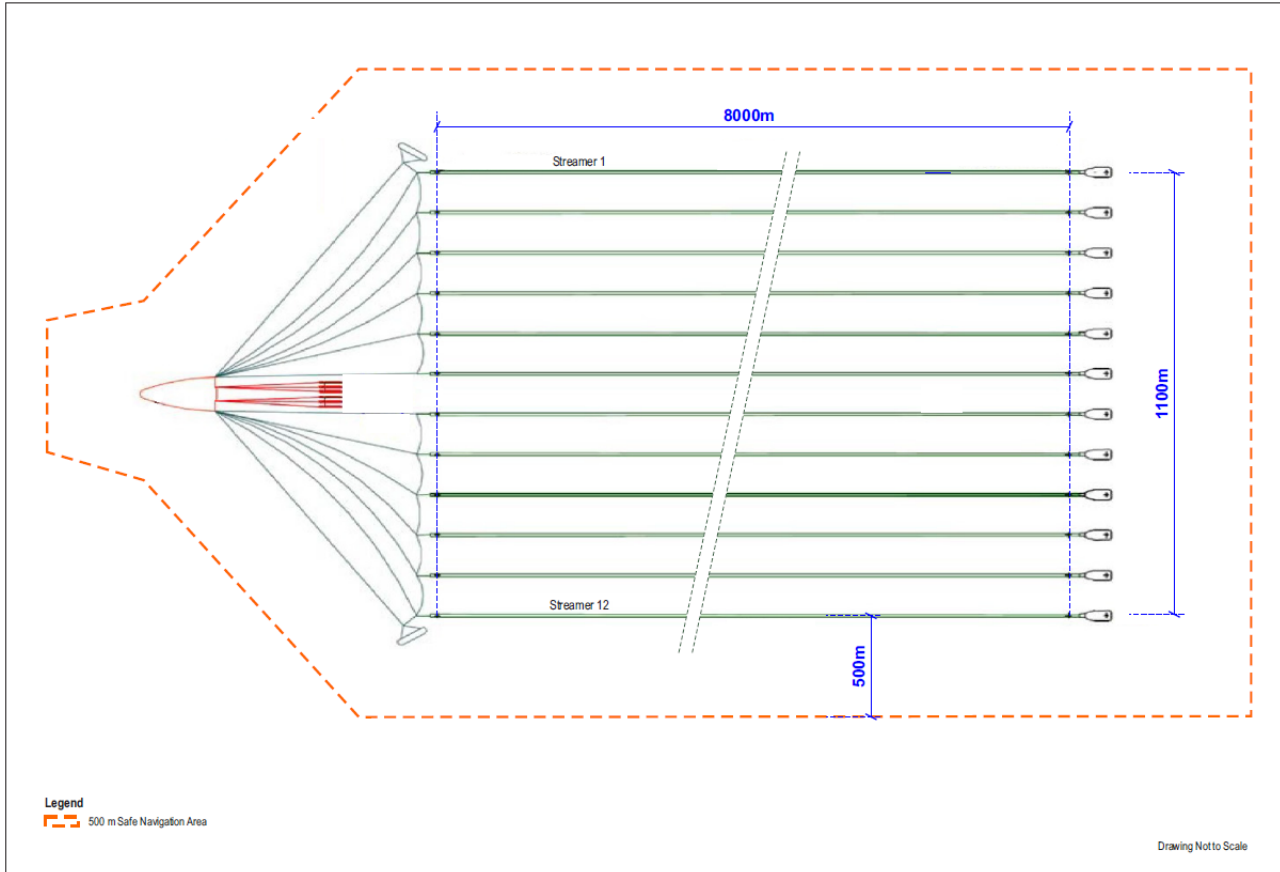 8000m
Streamer 1
1100m
Streamer 12
500m
Legend
500 m Safe Navigation Area
Drawing Not to Scale